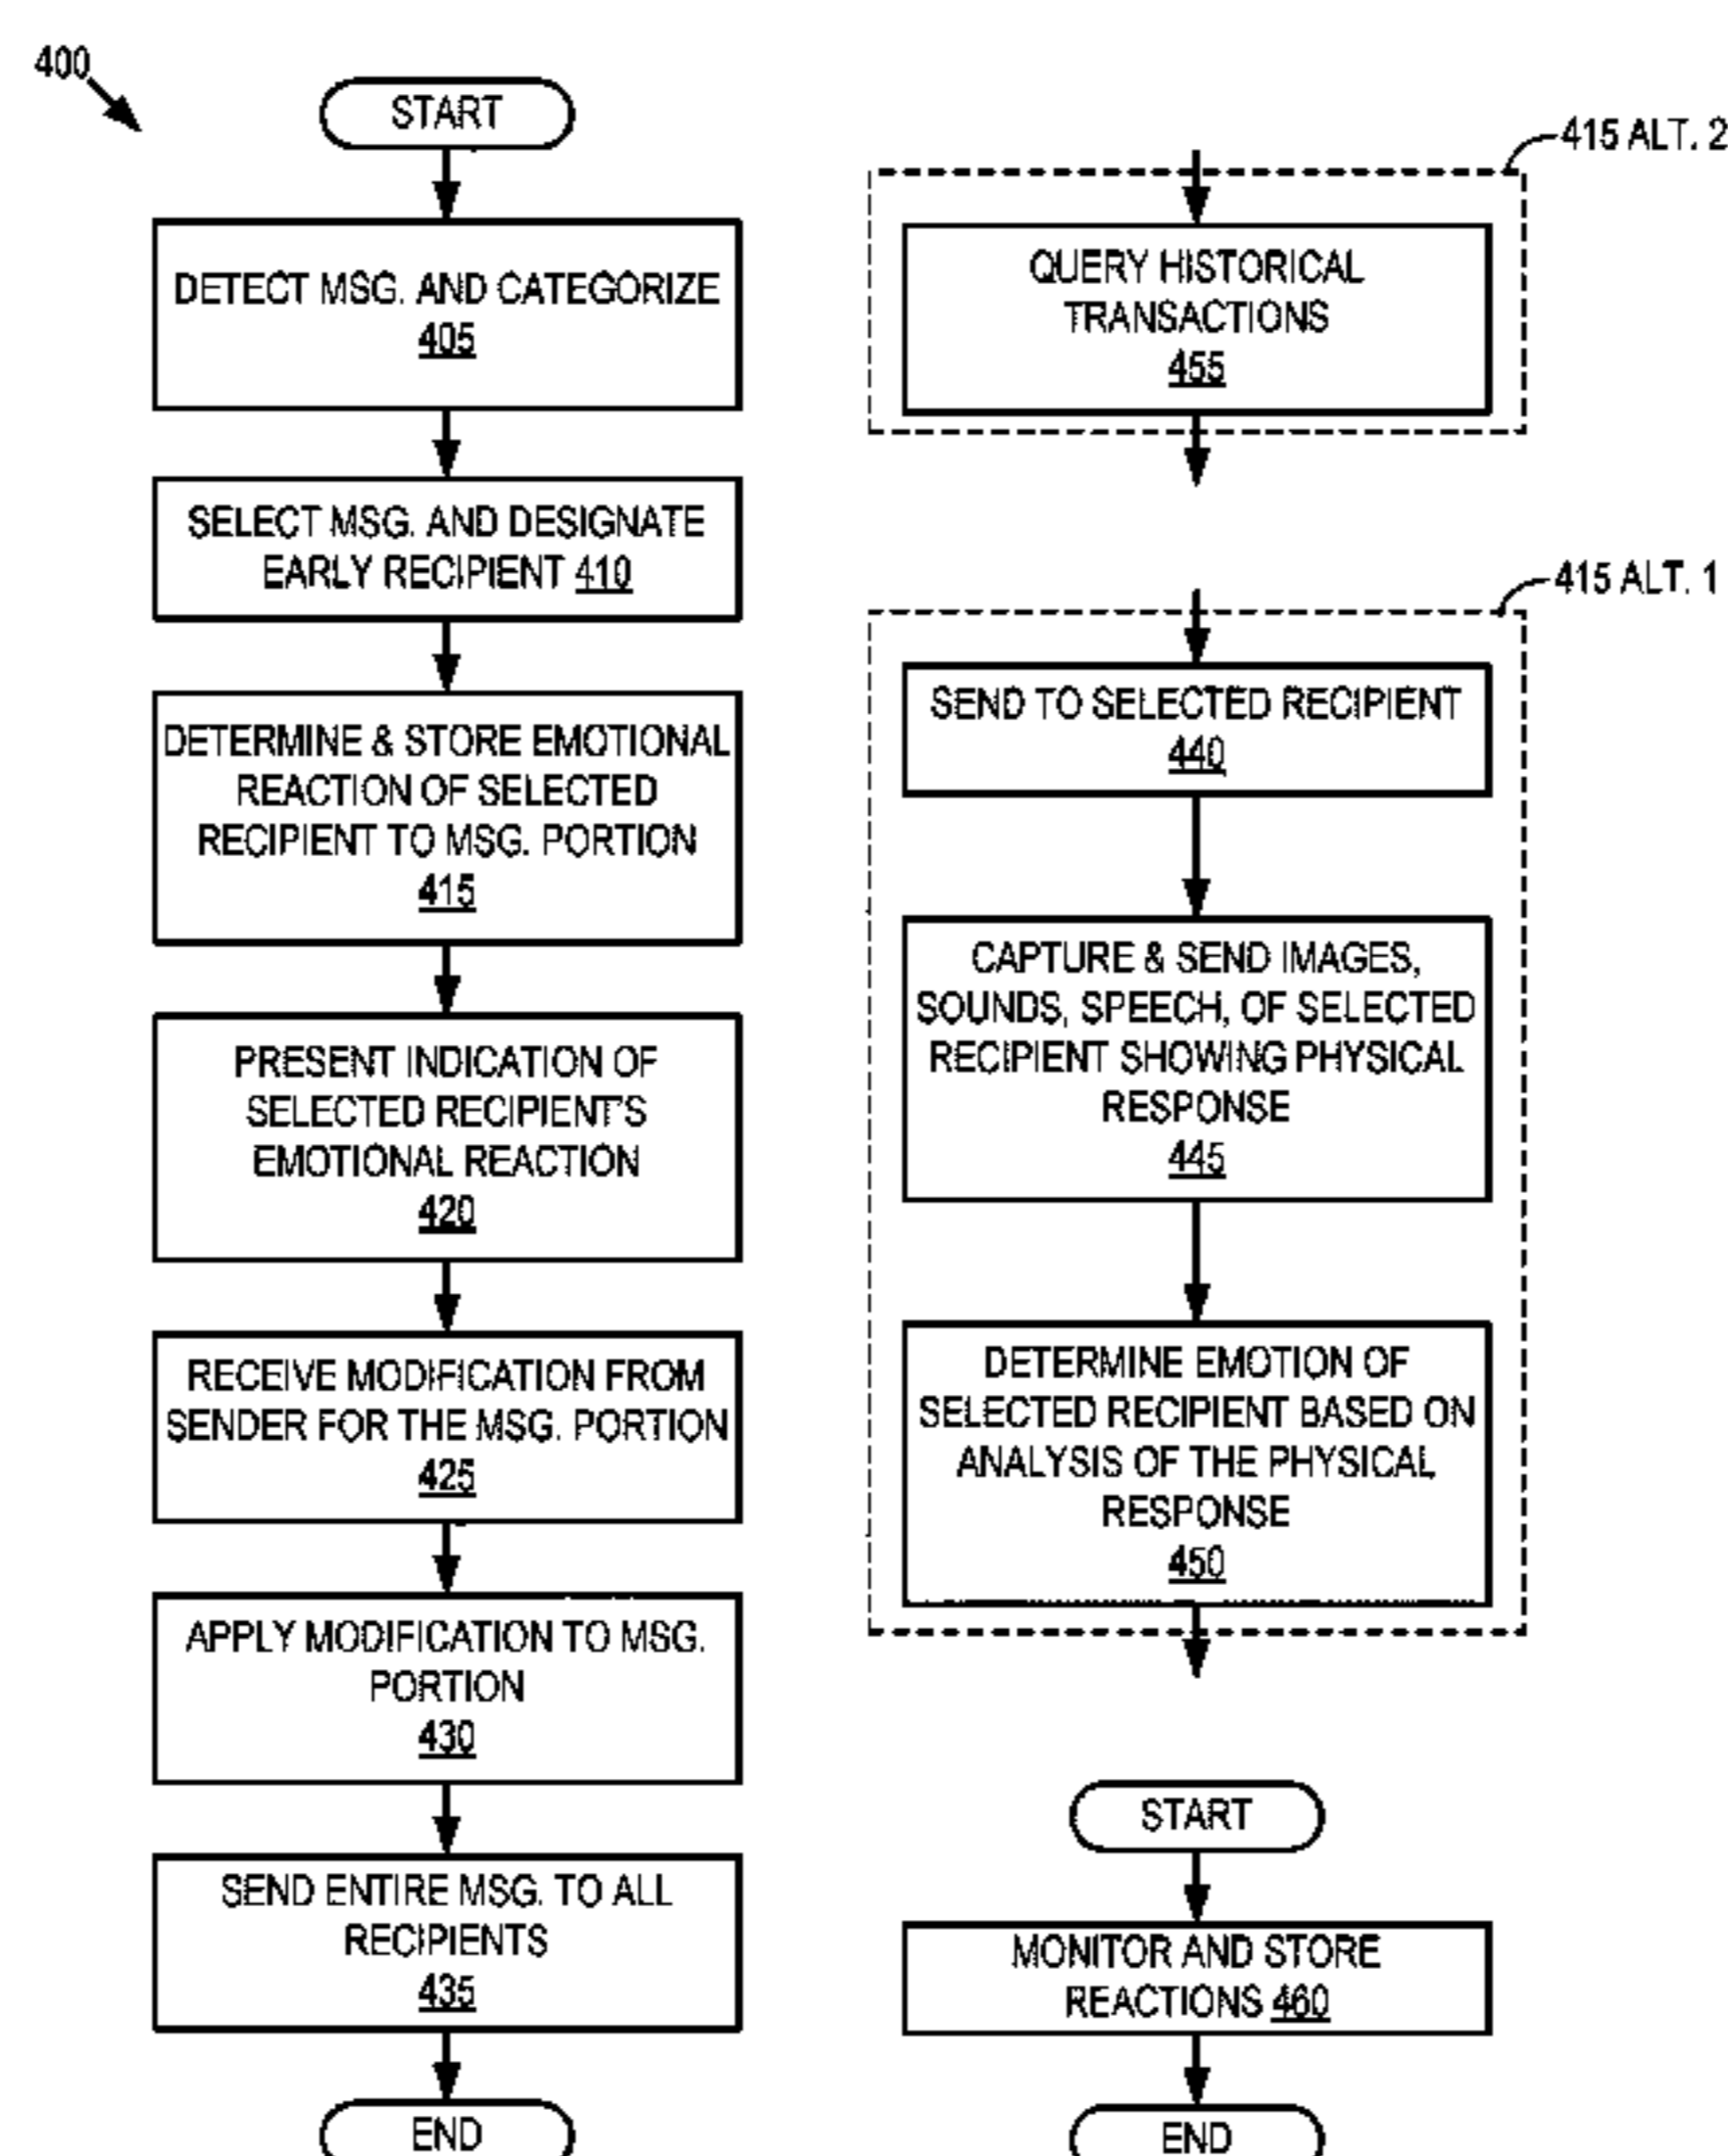 400
START
DETECT MSG. AND CATEGORIZE
405
SELECT MSG. AND DESIGNATE
EARLY RECIPIENT 410
DETERMINE & STORE EMOTIONAL
REACTION OF SELECTED
RECIPIENT TO MSG. PORTION
415
PRESENT INDICATION OF
SELECTED RECIPIENT'S
EMOTIONAL REACTION
420
RECEIVE MODIFICATION FROM
SENDER FOR THE MSG. PORTION
425
APPLY MODIFICATION TO MSG.
PORTION
430
SEND ENTIRE MSG. TO ALL
RECIPIENTS
435
END
415 ALT. 2
QUERY HISTORICAL
TRANSACTIONS
455
415 ALT. 1
SEND TO SELECTED RECIPIENT
440
CAPTURE & SEND IMAGES,
SOUNDS, SPEECH, OF SELECTED
RECIPIENT SHOWING PHYSICAL
RESPONSE
445
DETERMINE EMOTION OF
SELECTED RECIPIENT BASED ON
ANALYSIS OF THE PHYSICAL
RESPONSE
450
START
MONITOR AND STORE
REACTIONS 460
END